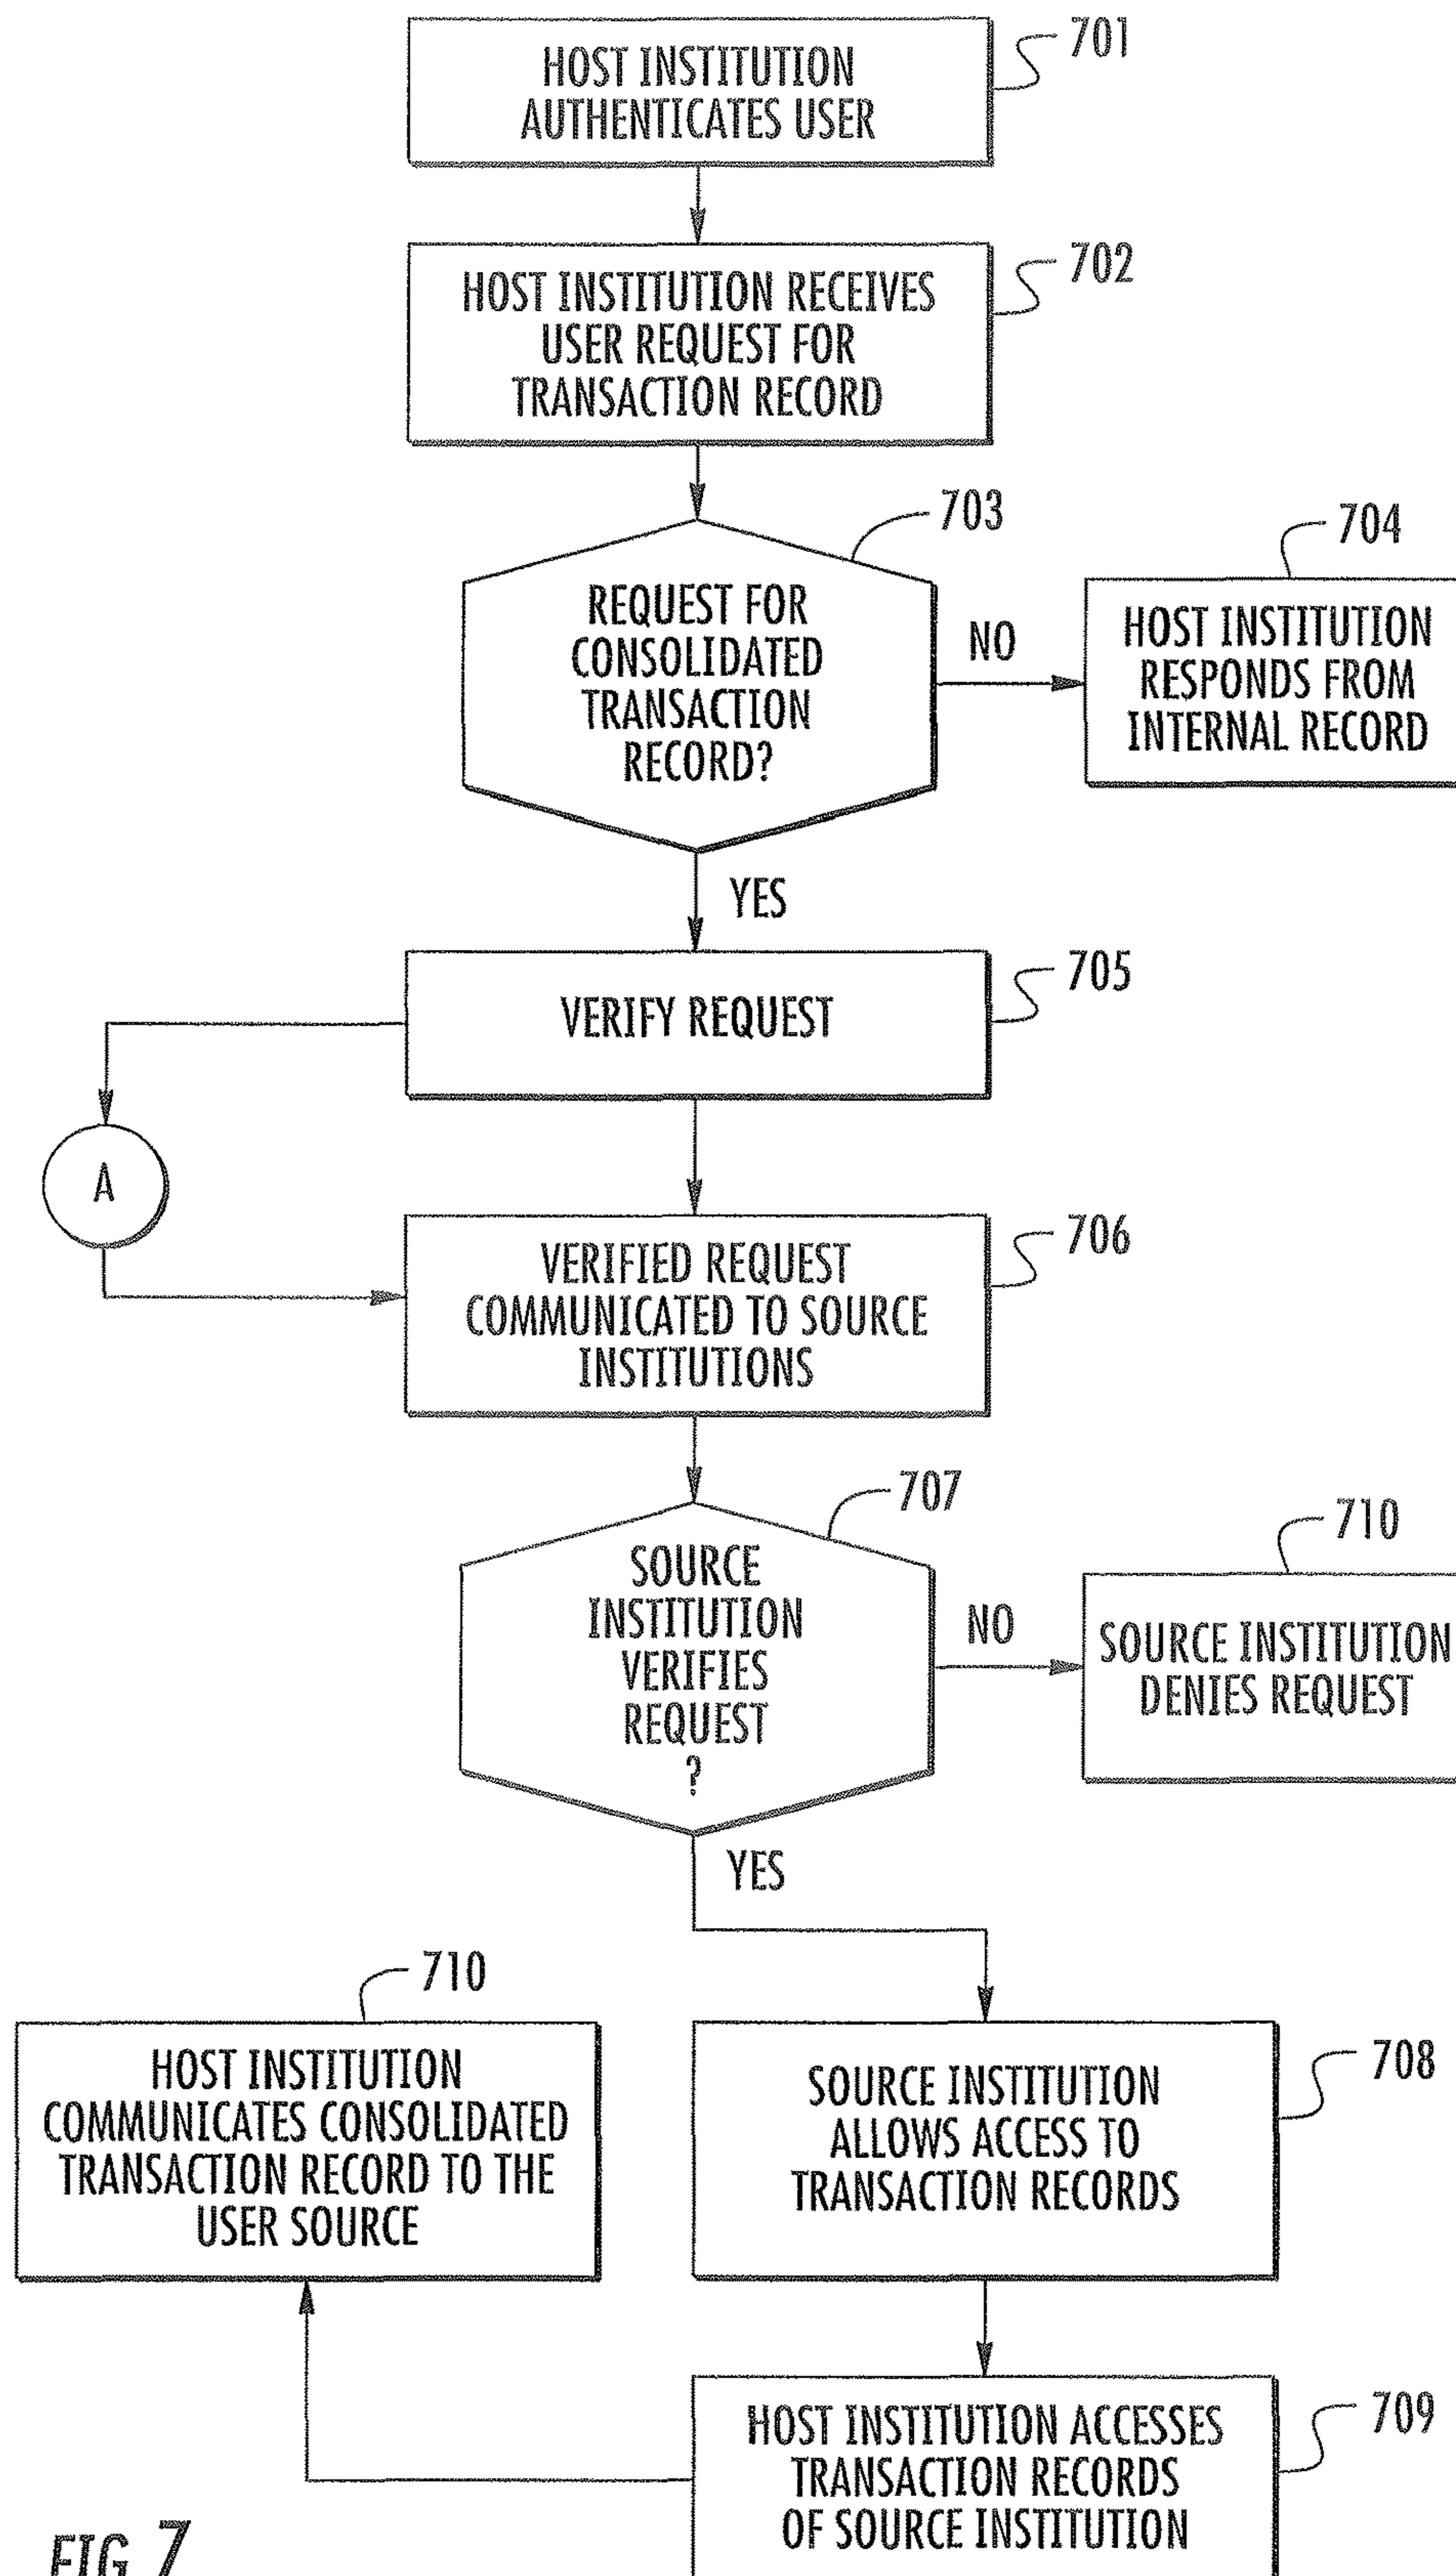 701
HOST INSTITUTION
AUTHENTICATES USER
702
HOST INSTITUTION RECEIVES
USER REQUEST FOR
TRANSACTION RECORD
703
REQUEST FOR
CONSOLIDATED
TRANSACTION
RECORD?
NO
704
HOST INSTITUTION
RESPONDS FROM
INTERNAL RECORD
YES
705
VERIFY REQUEST
A
706
VERIFIED REQUEST
COMMUNICATED TO SOURCE
INSTITUTIONS
707
SOURCE
INSTITUTION
VERIFIES
REQUEST
?
NO
710
SOURCE INSTITUTION
DENIES REQUEST
YES
710
HOST INSTITUTION
COMMUNICATES CONSOLIDATED
TRANSACTION RECORD TO THE
USER SOURCE
708
SOURCE INSTITUTION
ALLOWS ACCESS TO
TRANSACTION RECORDS
709
HOST INSTITUTION ACCESSES
TRANSACTION RECORDS
OF SOURCE INSTITUTION
FIG. 7